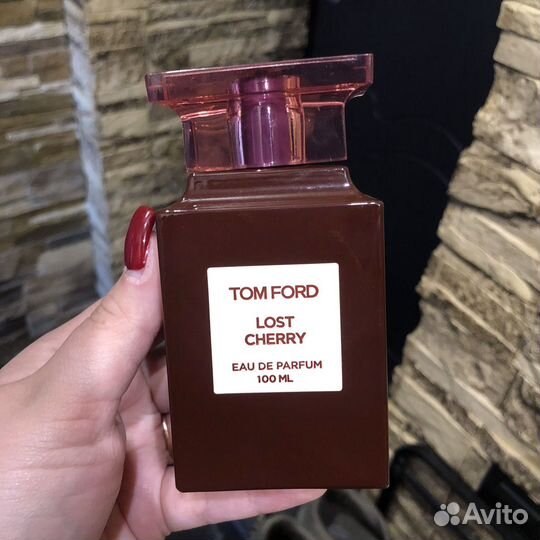 TOM FORD
LOST
CHERRY
EAU DE PARFUM
100 ML
Avito